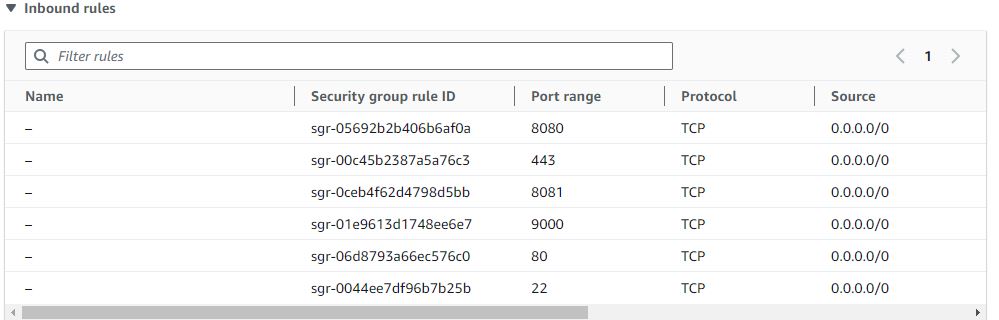 Inbound rules
Filter rules
1
Name Security group rule ID Port range Protocol Source
– sgr-05692b2b406b6af0a 8080 TCP 0.0.0.0/0
– sgr-00c45b2387a5a76c3 443 TCP 0.0.0.0/0
– sgr-0ceb4f62d4798d5bb 8081 TCP 0.0.0.0/0
– sgr-01e9613d1748ee6e7 9000 TCP 0.0.0.0/0
– sgr-06d8793a66ec576c0 80 TCP 0.0.0.0/0
– sgr-0044ee7df96b7b25b 22 TCP 0.0.0.0/0